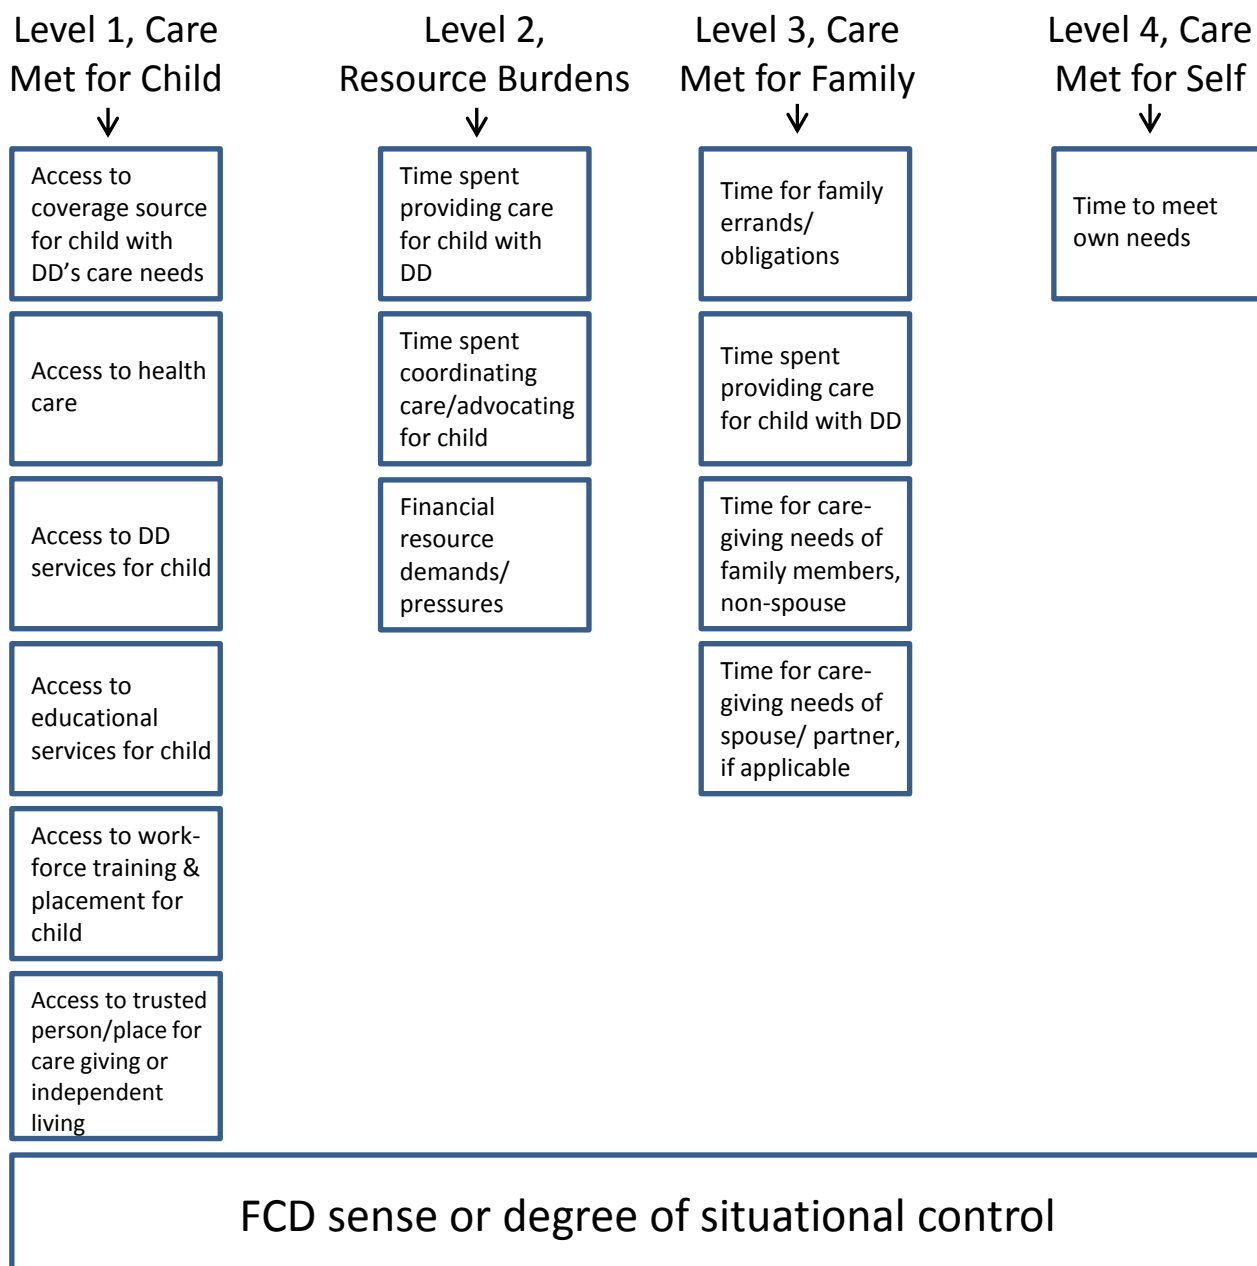 Level 1, Care
Met for Child
Access to
coverage source
for child with
DD’s care needs
Access to health
care
Access to DD
services for child
Access to
educational
services for child
Access to work-
force training &
placement for
child
Access to trusted
person/place for
care giving or
independent
living
Level 2,
Resource Burdens
Time spent
providing care
for child with
DD
Time spent
coordinating
care/advocating
for child
Financial
resource
demands/
pressures
Level 3, Care
Met for Family
Time for family
errands/
obligations
Time spent
providing care
for child with DD
Time for care-
giving needs of
family members,
non-spouse
Time for care-
giving needs of
spouse/ partner,
if applicable
Level 4, Care
Met for Self
Time to meet
own needs
FCD sense or degree of situational control